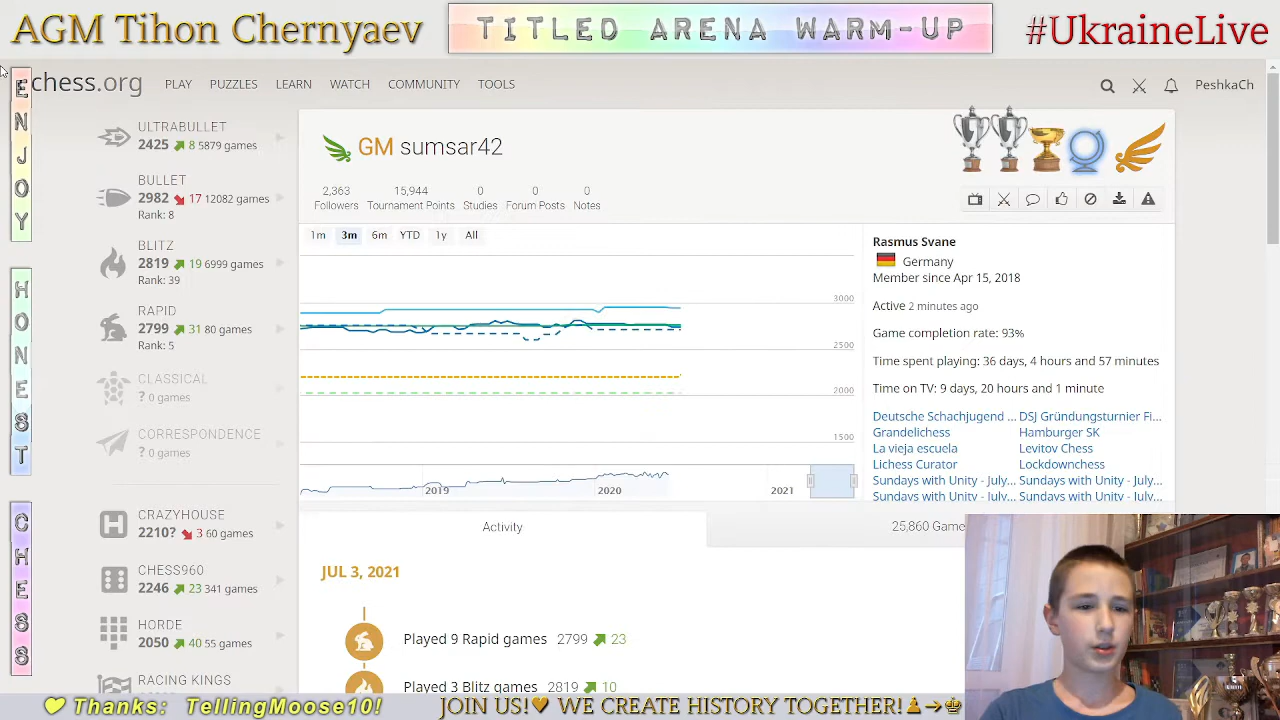 AGM Tihon Chernyaev
TITLED ARENA WARM-UP
#UkraineLive
ENJOY
HONEST
CHESS
chess.org
PLAY PUZZLES LEARN WATCH COMMUNITY TOOLS
PeshkaCh
ULTRABULLET
2425 8 5879 games
BULLET
2982 17 12082 games
Rank: 8
BLITZ
2819 19 6999 games
Rank: 39
RAPID
2799 31 80 games
Rank: 5
CLASSICAL
? 0 games
CORRESPONDENCE
? 0 games
CRAZYHOUSE
2210? 3 60 games
CHESS960
2246 23 341 games
HORDE
2050 40 55 games
RACING KINGS
GM sumsar42
2,363 15,944 0 0 0
Followers Tournament Points Studies Forum Posts Notes
1m 3m 6m YTD 1y All
3000
2500
2000
1500
2019 2020 2021
Rasmus Svane
Germany
Member since Apr 15, 2018
Active 2 minutes ago
Game completion rate: 93%
Time spent playing: 36 days, 4 hours and 57 minutes
Time on TV: 9 days, 20 hours and 1 minute
Deutsche Schachjugend ... DSJ Gründungsturnier Fi...
Grandelichess Hamburger SK
La vieja escuela Levitov Chess
Lichess Curator Lockdownchess
Sundays with Unity - July... Sundays with Unity - July...
Sundays with Unity - July... Sundays with Unity - July...
Activity 25,860 Game
JUL 3, 2021
Played 9 Rapid games 2799 23
Played 3 Blitz games 2819 10
Thanks: TellingMoose10!
JOIN US! WE CREATE HISTORY TOGETHER!